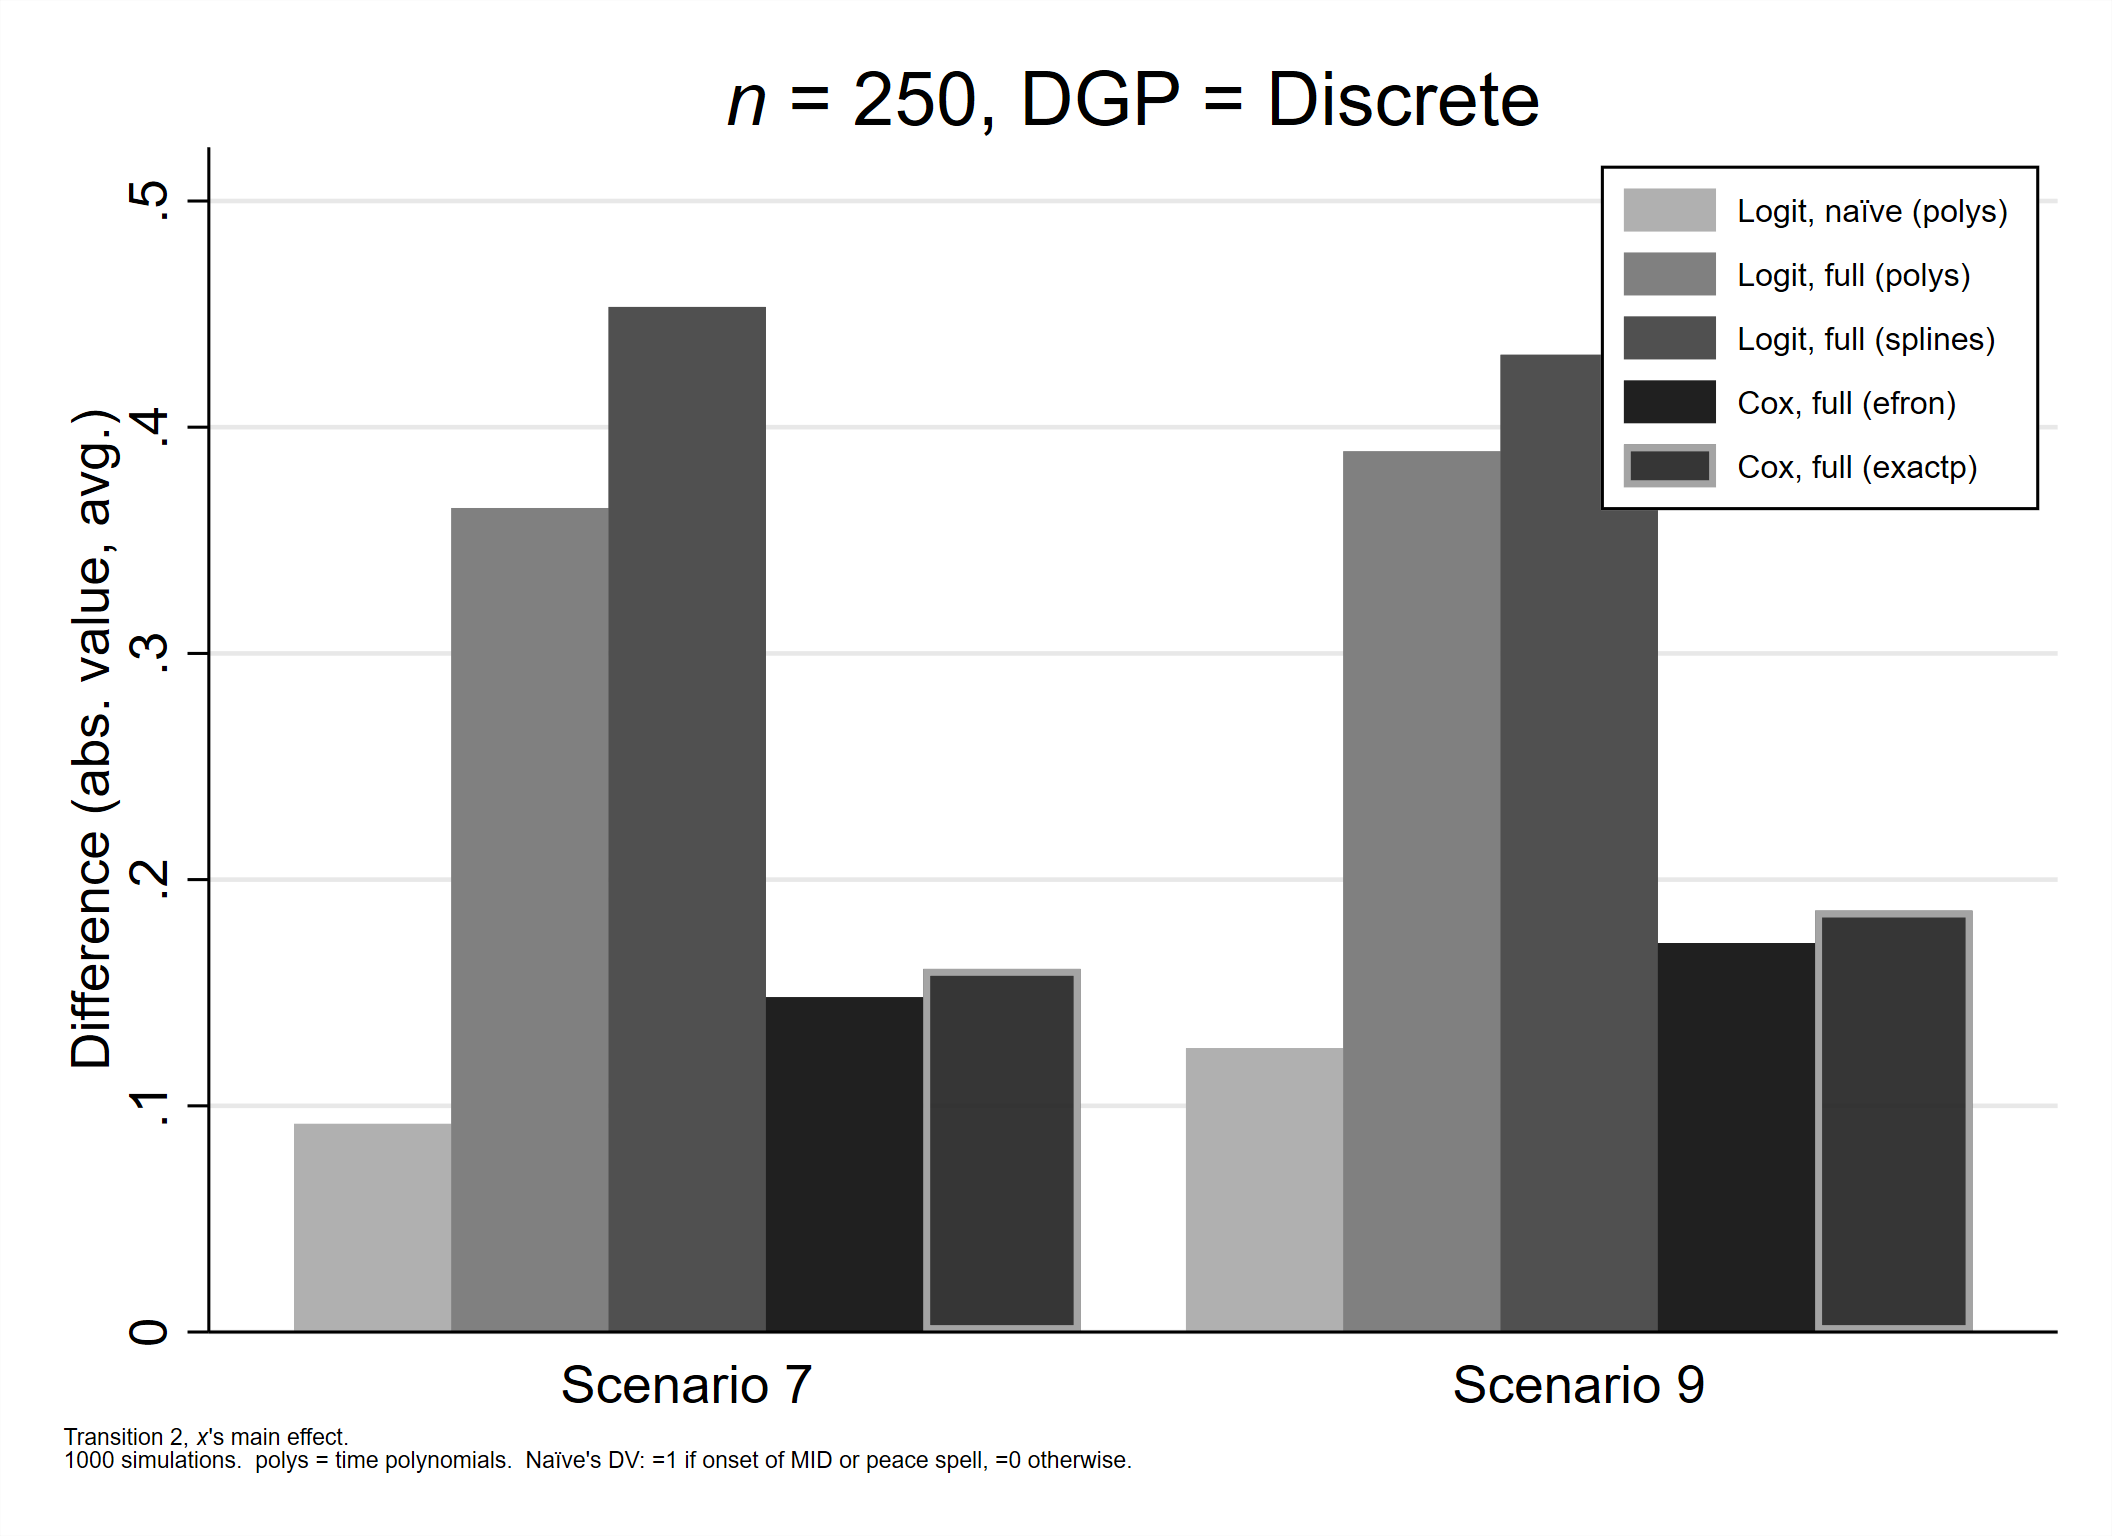 n = 250, DGP = Discrete
Difference (abs. value, avg.)
.5
.4
.3
.2
.1
0
Logit, naïve (polys)
Logit, full (polys)
Logit, full (splines)
Cox, full (efron)
Cox, full (exactp)
Scenario 7
Scenario 9
Transition 2, x's main effect.
1000 simulations.  polys = time polynomials.  Naïve's DV: =1 if onset of MID or peace spell, =0 otherwise.